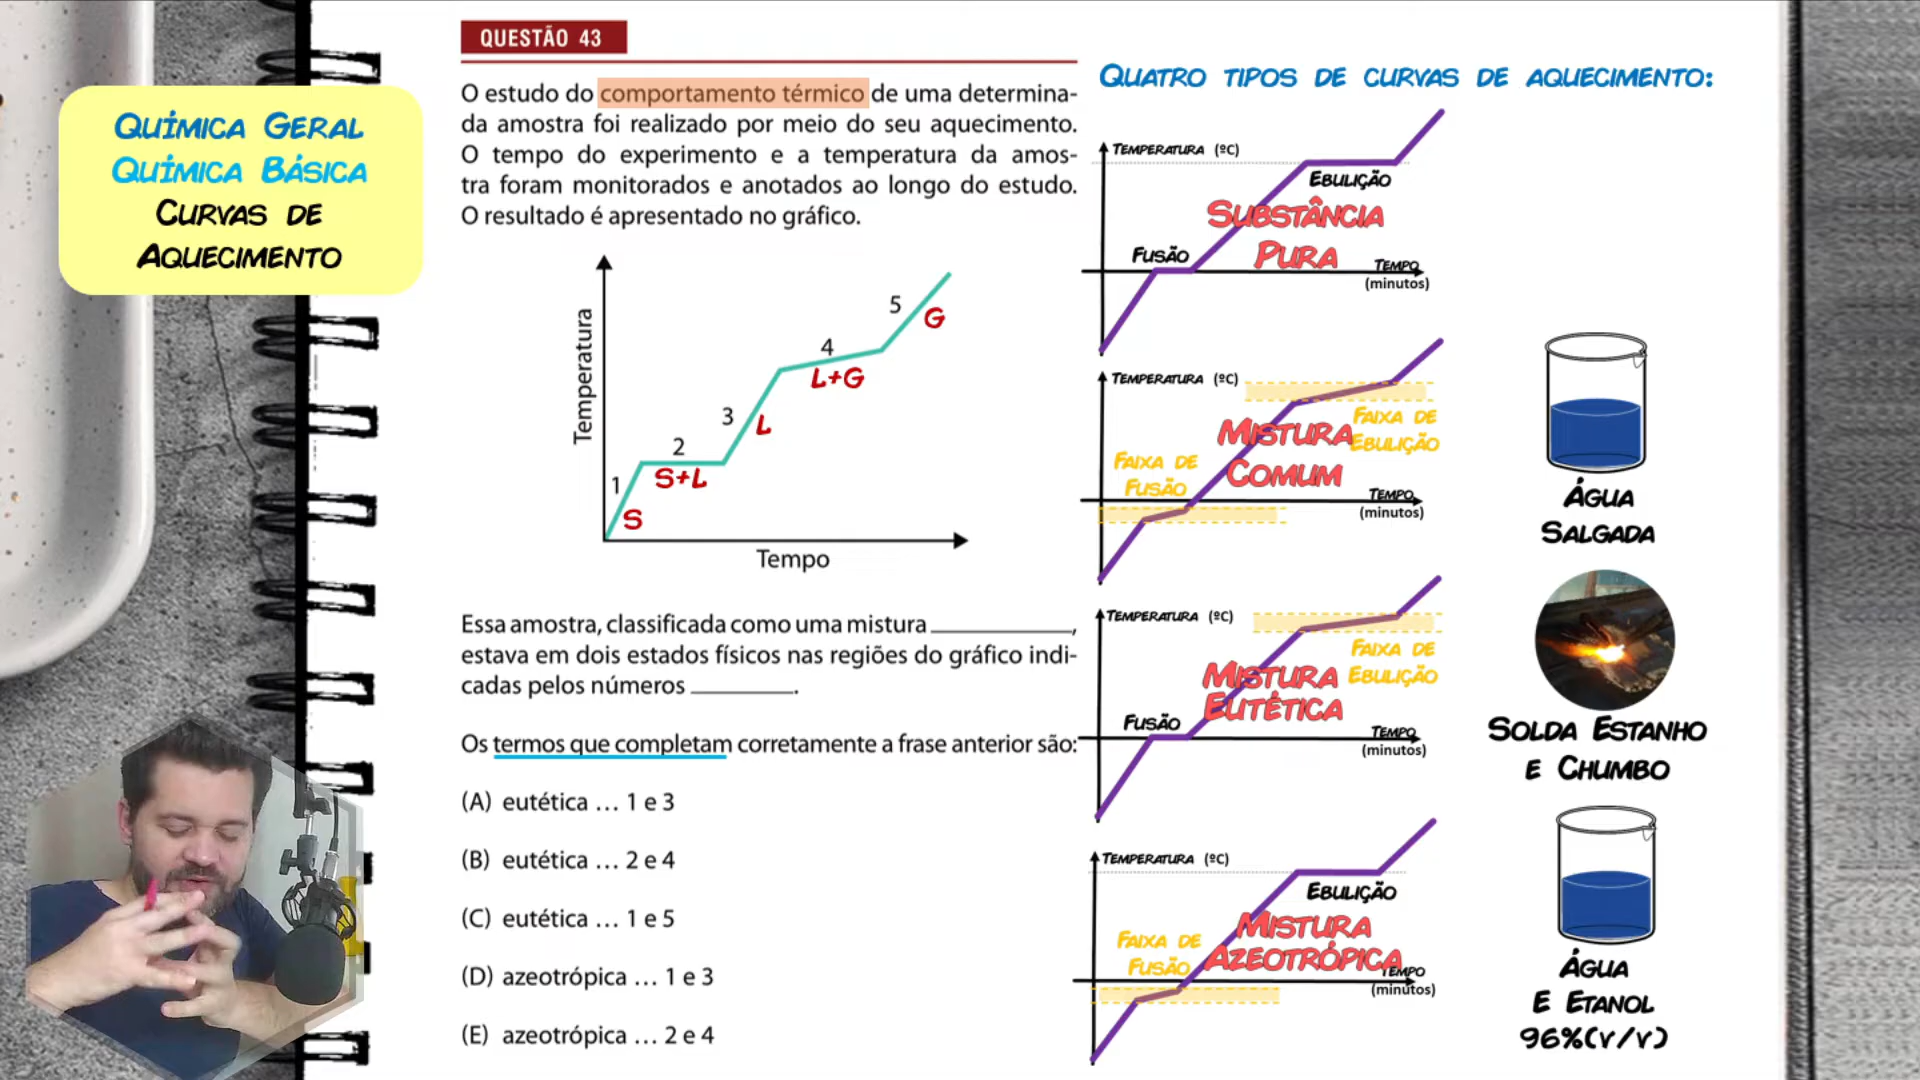 QUÍMICA GERAL
QUÍMICA BÁSICA
CURVAS DE
AQUECIMENTO
QUESTÃO 43
O estudo do comportamento térmico de uma determina-
da amostra foi realizado por meio do seu aquecimento.
O tempo do experimento e a temperatura da amos-
tra foram monitorados e anotados ao longo do estudo.
O resultado é apresentado no gráfico.
Temperatura
5
G
4
L+G
3
L
2
S+L
1
S
Tempo
Essa amostra, classificada como uma mistura ____________,
estava em dois estados físicos nas regiões do gráfico indi-
cadas pelos números _________.
Os termos que completam corretamente a frase anterior são:
(A) eutética ... 1 e 3
(B) eutética ... 2 e 4
(C) eutética ... 1 e 5
(D) azeotrópica ... 1 e 3
(E) azeotrópica ... 2 e 4
QUATRO TIPOS DE CURVAS DE AQUECIMENTO:
TEMPERATURA (ºC)
EBULIÇÃO
SUBSTÂNCIA
PURA
FUSÃO
TEMPO
(minutos)
TEMPERATURA (ºC)
FAIXA DE
EBULIÇÃO
MISTURA
COMUM
FAIXA DE
FUSÃO
TEMPO
(minutos)
ÁGUA
SALGADA
TEMPERATURA (ºC)
FAIXA DE
EBULIÇÃO
MISTURA
EUTÉTICA
FUSÃO
TEMPO
(minutos)
SOLDA ESTANHO
E CHUMBO
TEMPERATURA (ºC)
EBULIÇÃO
MISTURA
AZEOTRÓPICA
FAIXA DE
FUSÃO
TEMPO
(minutos)
ÁGUA
E ETANOL
96%(V/V)